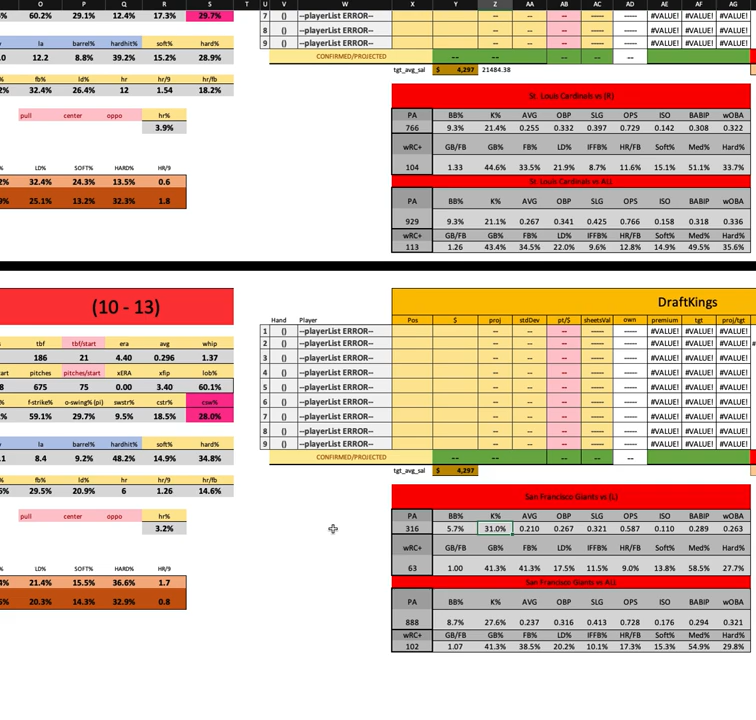 O P Q R S T U V W X Y Z AA AB AC AD AE AF AG
% 60.2% 29.1% 12.4% 17.3% 29.7% 7 () --playerList ERROR-- -- -- -- ----- ---- #VALUE! #VALUE! #VALUE!
8 () --playerList ERROR-- -- -- -- ----- ---- #VALUE! #VALUE! #VALUE!
la barrel% hardhit% soft% hard% 9 () --playerList ERROR-- -- -- -- ----- ---- #VALUE! #VALUE! #VALUE!
.0 12.2 8.8% 39.2% 15.2% 28.9% CONFIRMED/PROJECTED -- -- -- -- --
% fb% ld% hr hr/9 hr/fb tgt_avg_sal $ 4,297 21484.38
2% 32.4% 26.4% 12 1.54 18.2%
St. Louis Cardinals vs (R)
pull center oppo hr% PA BB% K% AVG OBP SLG OPS ISO BABIP wOBA
3.9% 766 9.3% 21.4% 0.255 0.332 0.397 0.729 0.142 0.308 0.322
wRC+ GB/FB GB% FB% LD% IFFB% HR/FB Soft% Med% Hard%
% LD% SOFT% HARD% HR/9 104 1.33 44.6% 33.5% 21.9% 8.7% 11.6% 15.1% 51.1% 33.7%
2% 32.4% 24.3% 13.5% 0.6 St. Louis Cardinals vs ALL
9% 25.1% 13.2% 32.3% 1.8 PA BB% K% AVG OBP SLG OPS ISO BABIP wOBA
929 9.3% 21.1% 0.267 0.341 0.425 0.766 0.158 0.318 0.336
wRC+ GB/FB GB% FB% LD% IFFB% HR/FB Soft% Med% Hard%
113 1.26 43.4% 34.5% 22.0% 9.6% 12.8% 14.9% 49.5% 35.6%
(10 - 13) DraftKings
Hand Player Pos $ proj stdDev pt/$ sheetsVal own premium tgt proj/tgt
1 () --playerList ERROR-- -- -- -- ----- ---- #VALUE! #VALUE! #VALUE!
tbf tbf/start era avg whip 2 () --playerList ERROR-- -- -- -- ----- ---- #VALUE! #VALUE! #VALUE! #
186 21 4.40 0.296 1.37 3 () --playerList ERROR-- -- -- -- ----- ---- #VALUE! #VALUE! #VALUE!
art pitches pitches/start xERA xfip lob% 4 () --playerList ERROR-- -- -- -- ----- ---- #VALUE! #VALUE! #VALUE!
8 675 75 0.00 3.40 60.1% 5 () --playerList ERROR-- -- -- -- ----- ---- #VALUE! #VALUE! #VALUE!
% f-strike% o-swing% (pi) swstr% cstr% csw% 6 () --playerList ERROR-- -- -- -- ----- ---- #VALUE! #VALUE! #VALUE!
% 59.1% 29.7% 9.5% 18.5% 28.0% 7 () --playerList ERROR-- -- -- -- ----- ---- #VALUE! #VALUE! #VALUE!
8 () --playerList ERROR-- -- -- -- ----- ---- #VALUE! #VALUE! #VALUE!
la barrel% hardhit% soft% hard% 9 () --playerList ERROR-- -- -- -- ----- ---- #VALUE! #VALUE! #VALUE!
.1 8.4 9.2% 48.2% 14.9% 34.8% CONFIRMED/PROJECTED -- -- -- -- --
% fb% ld% hr hr/9 hr/fb tgt_avg_sal $ 4,297
% 29.5% 20.9% 6 1.26 14.6%
San Francisco Giants vs (L)
pull center oppo hr% PA BB% K% AVG OBP SLG OPS ISO BABIP wOBA
3.2% 316 5.7% 31.0% 0.210 0.267 0.321 0.587 0.110 0.289 0.263
wRC+ GB/FB GB% FB% LD% IFFB% HR/FB Soft% Med% Hard%
% LD% SOFT% HARD% HR/9 63 1.00 41.3% 41.3% 17.5% 11.5% 9.0% 13.8% 58.5% 27.7%
4% 21.4% 15.5% 36.6% 1.7 San Francisco Giants vs ALL
% 20.3% 14.3% 32.9% 0.8 PA BB% K% AVG OBP SLG OPS ISO BABIP wOBA
888 8.7% 27.6% 0.237 0.316 0.413 0.728 0.176 0.294 0.321
wRC+ GB/FB GB% FB% LD% IFFB% HR/FB Soft% Med% Hard%
102 1.07 41.3% 38.5% 20.2% 10.1% 17.3% 15.3% 54.9% 29.8%